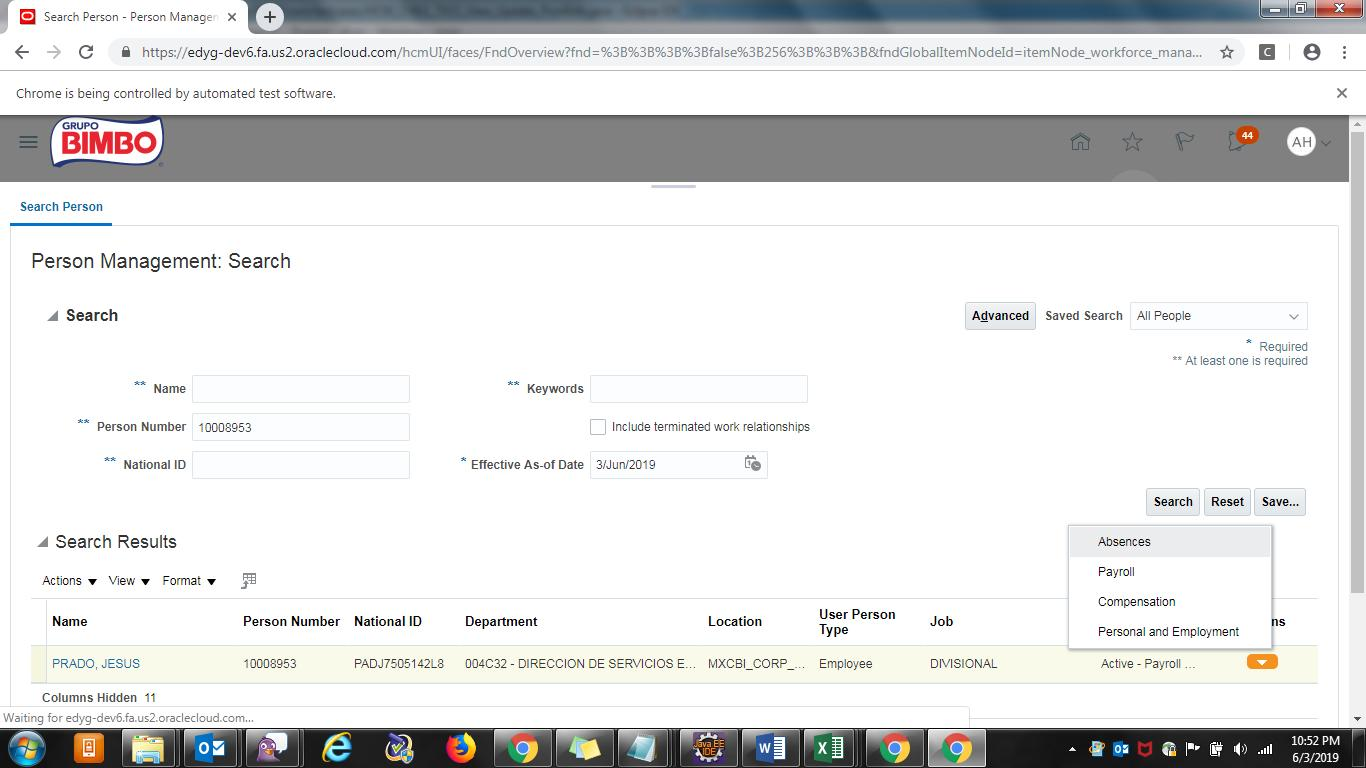 Search Person - Person Managem
https://edyg-dev6.fa.us2.oraclecloud.com/hcmUI/faces/FndOverview?fnd=%3B%3B%3B%3Bfalse%3B256%3B%3B%3B&fndGlobalItemNodeId=itemNode_workforce_mana...
C
Chrome is being controlled by automated test software.
GRUPO
BIMBO
44
AH
Search Person
Person Management: Search
Search
Advanced Saved Search All People
* Required
** At least one is required
** Name ** Keywords
** Person Number 10008953 Include terminated work relationships
** National ID * Effective As-of Date 3/Jun/2019
Search Reset Save...
Search Results
Absences
Payroll
Compensation
Personal and Employment
Actions View Format
Name Person Number National ID Department Location User Person Type Job ns
PRADO, JESUS 10008953 PADJ7505142L8 004C32 - DIRECCION DE SERVICIOS E... MXCBI_CORP_... Employee DIVISIONAL Active - Payroll ...
Columns Hidden 11
Waiting for edyg-dev6.fa.us2.oraclecloud.com...
Java EE
IDE
10:52 PM
6/3/2019